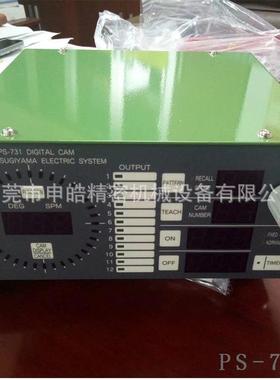 PS-731 DIGITAL CAM
SUGIYAMA ELECTRIC SYSTEM
OUTPUT
1
2
3
4
5
6
7
8
9
10
11
12
PATTERN
RECALL
TEACH
CAM
NUMBER
DEG
SPM
CAM
DISPLAY
CANCEL
ON
OFF
TIMER
莞市申皓精密机械设备有限公司
PS-7